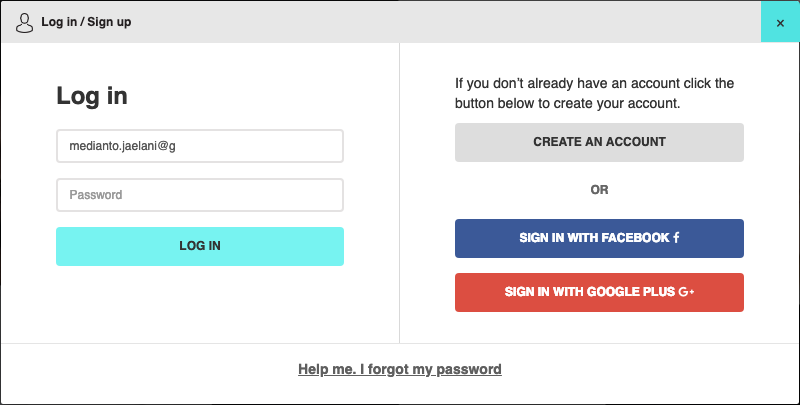 Log in / Sign up
×
Log in
medianto.jaelani@g
Password
LOG IN
If you don't already have an account click the
button below to create your account.
CREATE AN ACCOUNT
OR
SIGN IN WITH FACEBOOK f
SIGN IN WITH GOOGLE PLUS G+
Help me. I forgot my password